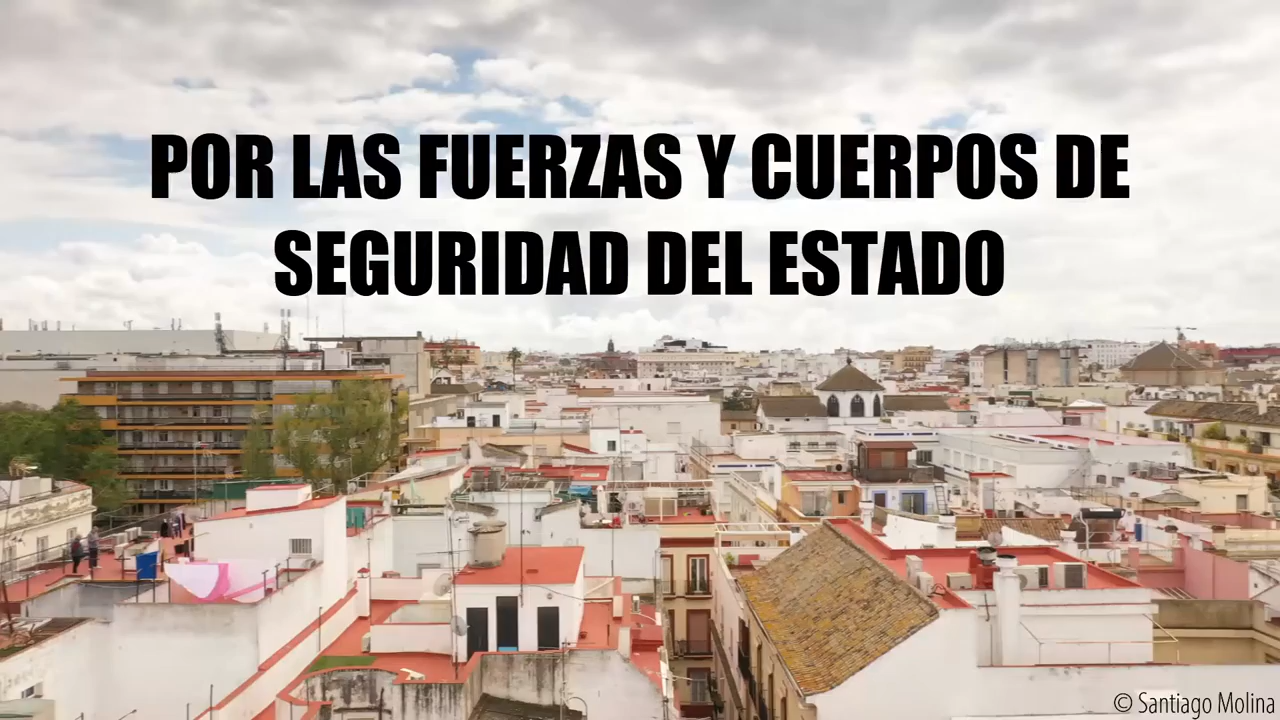 POR LAS FUERZAS Y CUERPOS DE
SEGURIDAD DEL ESTADO
© Santiago Molina